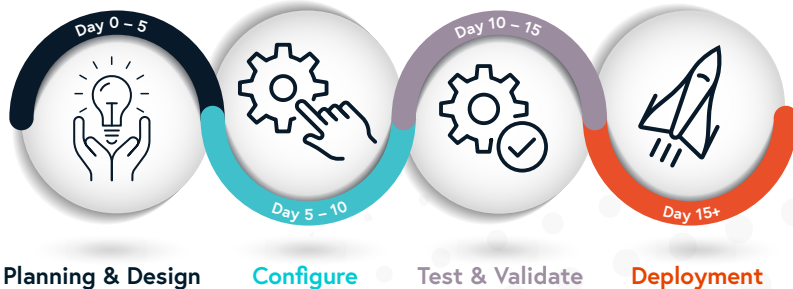 Day 0 – 5
Day 10 – 15
Day 5 – 10
Day 15+
Planning & Design
Configure
Test & Validate
Deployment